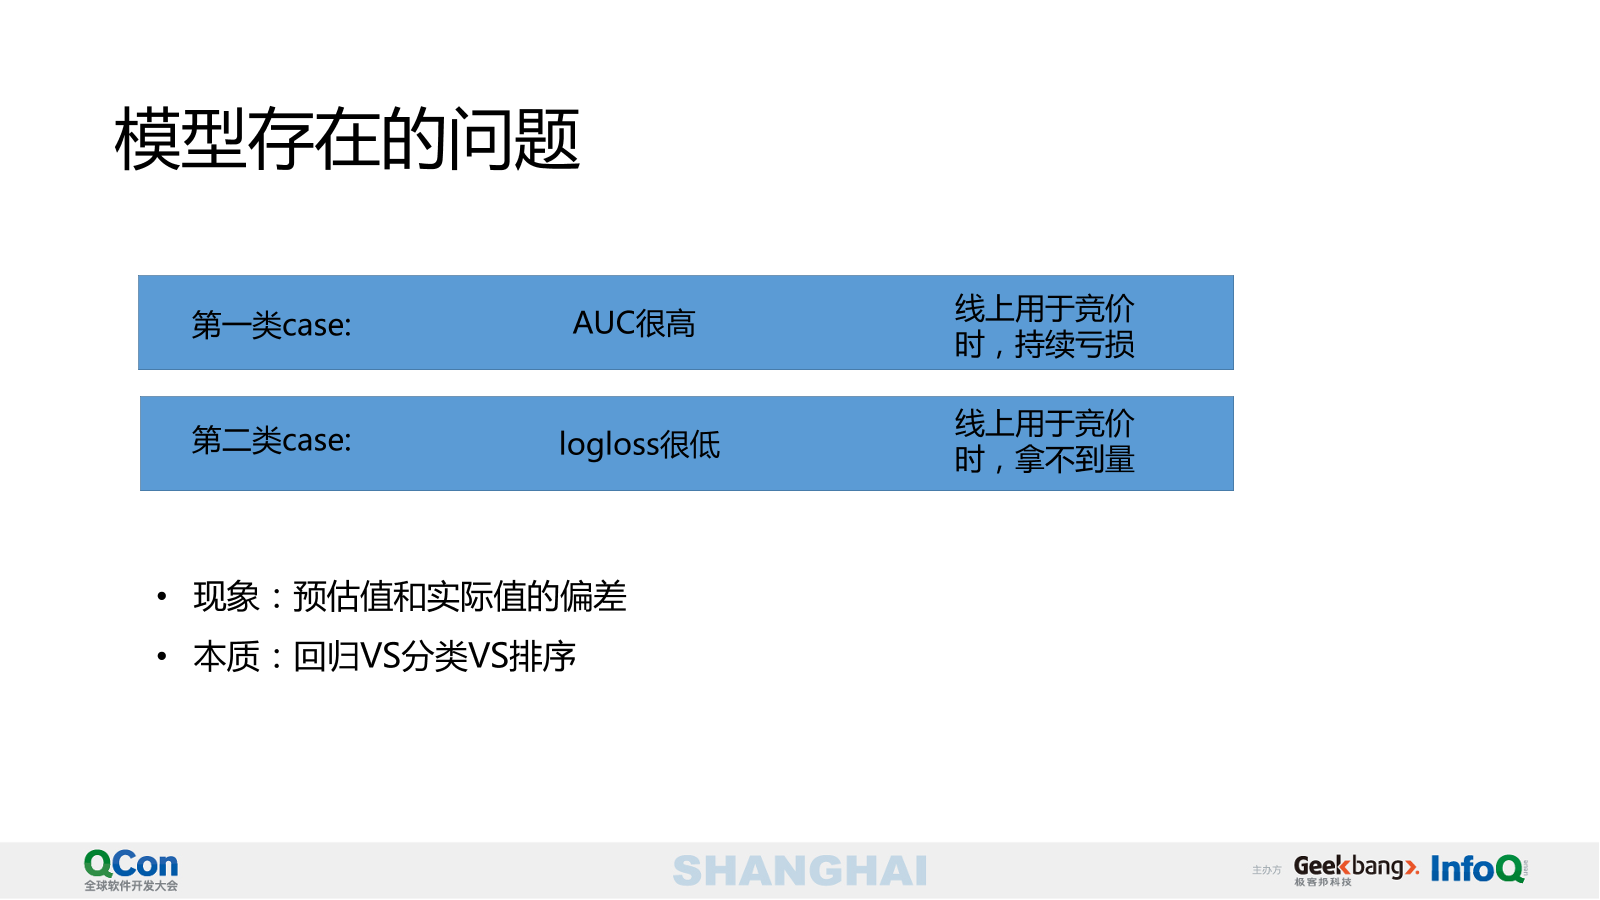 模型存在的问题
第一类case:
AUC很高
线上用于竞价
时，持续亏损
第二类case:
logloss很低
线上用于竞价
时，拿不到量
• 现象：预估值和实际值的偏差
• 本质：回归VS分类VS排序
QCon
全球软件开发大会
SHANGHAI
主办方
Geekbang>.
极客邦科技
InfoQ